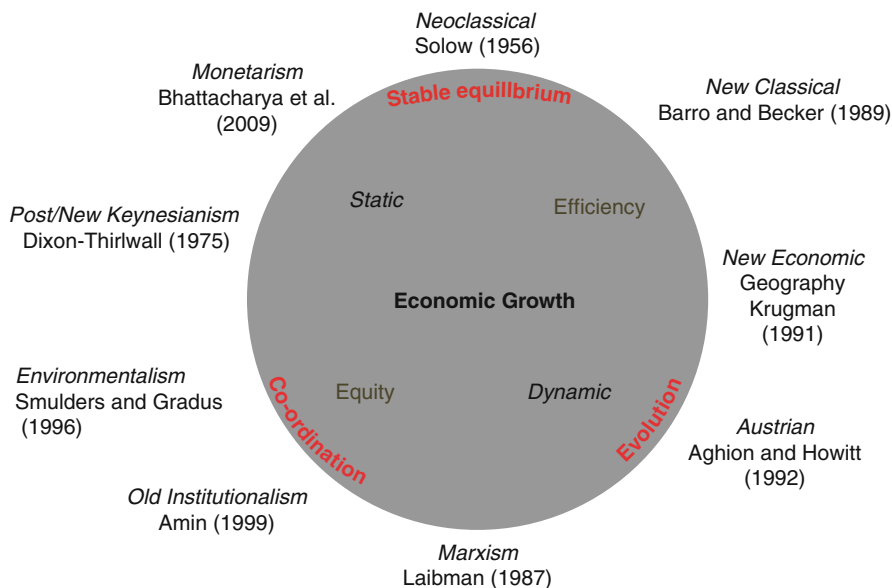 Neoclassical
Solow (1956)
Monetarism
Bhattacharya et al.
(2009)
New Classical
Barro and Becker (1989)
Stable equilibrium
Static
Efficiency
Post/New Keynesianism
Dixon-Thirlwall (1975)
New Economic
Geography
Krugman
(1991)
Economic Growth
Environmentalism
Smulders and Gradus
(1996)
Equity
Dynamic
Co-ordination
Evolution
Austrian
Aghion and Howitt
(1992)
Old Institutionalism
Amin (1999)
Marxism
Laibman (1987)